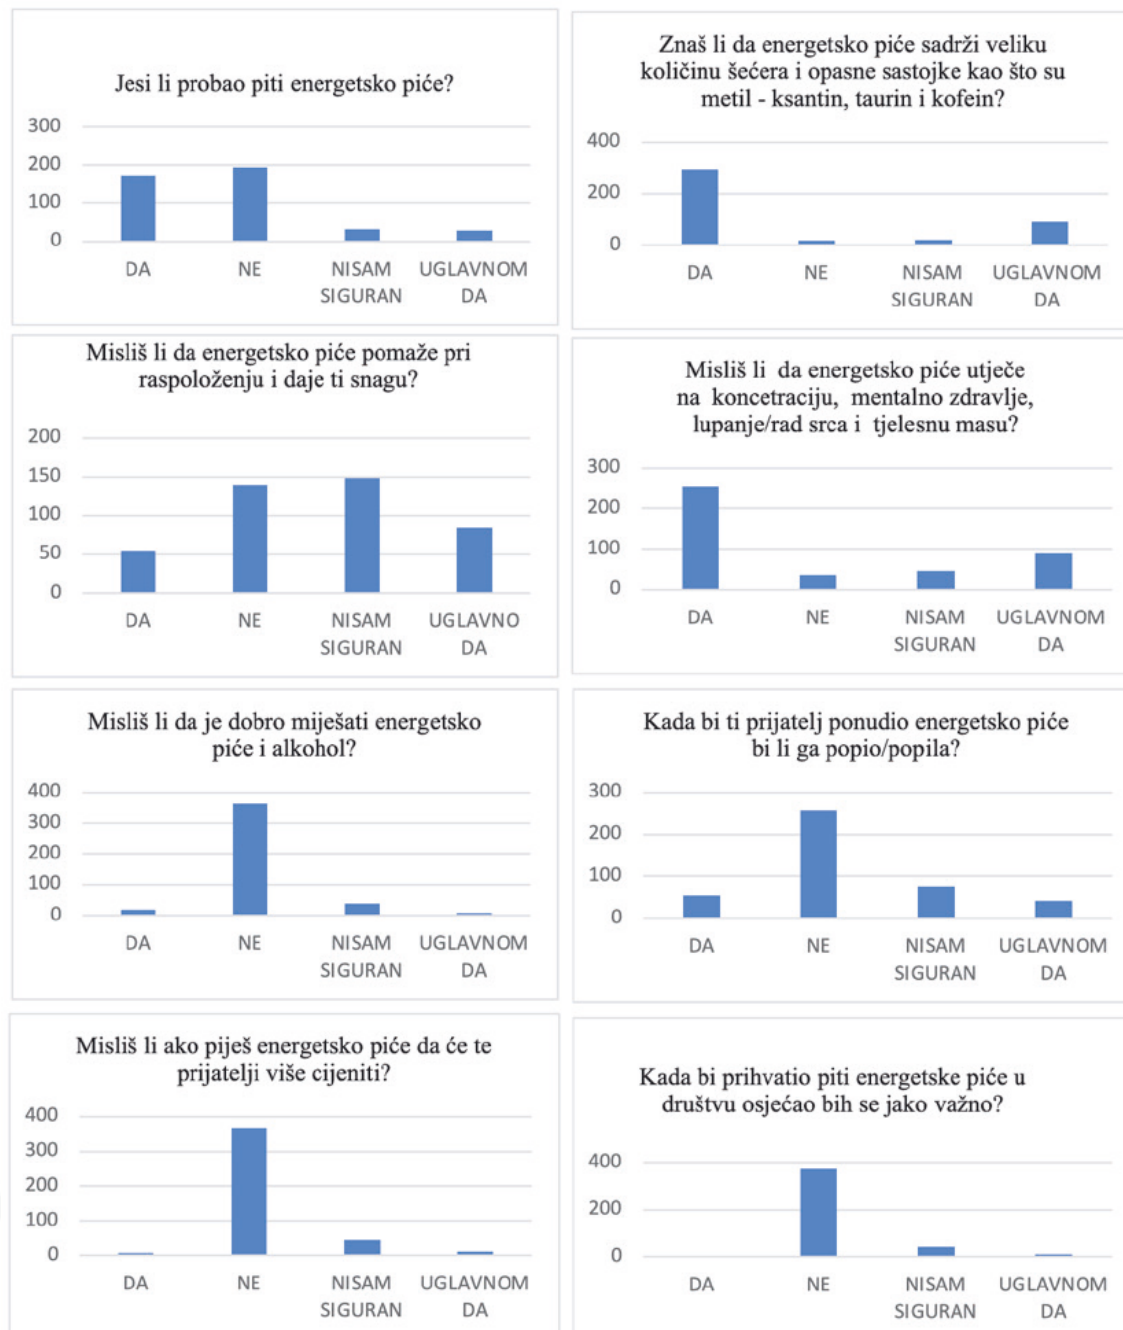 Jesi li probao piti energetsko piće?
300
200
100
0
DA
NE
NISAM
SIGURAN
UGLAVNOM
DA
Znaš li da energetsko piće sadrži veliku
količinu šećera i opasne sastojke kao što su
metil - ksantin, taurin i kofein?
400
200
0
DA
NE
NISAM
SIGURAN
UGLAVNOM
DA
Misliš li da energetsko piće pomaže pri
raspoloženju i daje ti snagu?
200
150
100
50
0
DA
NE
NISAM
SIGURAN
UGLAVNO
DA
Misliš li da energetsko piće utječe
na koncetraciju, mentalno zdravlje,
lupanje/rad srca i tjelesnu masu?
300
200
100
0
DA
NE
NISAM
SIGURAN
UGLAVNOM
DA
Misliš li da je dobro miješati energetsko
piće i alkohol?
400
300
200
100
0
DA
NE
NISAM
SIGURAN
UGLAVNOM
DA
Kada bi ti prijatelj ponudio energetsko piće
bi li ga popio/popila?
300
200
100
0
DA
NE
NISAM
SIGURAN
UGLAVNOM
DA
Misliš li ako piješ energetsko piće da će te
prijatelji više cijeniti?
400
300
200
100
0
DA
NE
NISAM
SIGURAN
UGLAVNOM
DA
Kada bi prihvatio piti energetske piće u
društvu osjećao bih se jako važno?
400
200
0
DA
NE
NISAM
SIGURAN
UGLAVNOM
DA